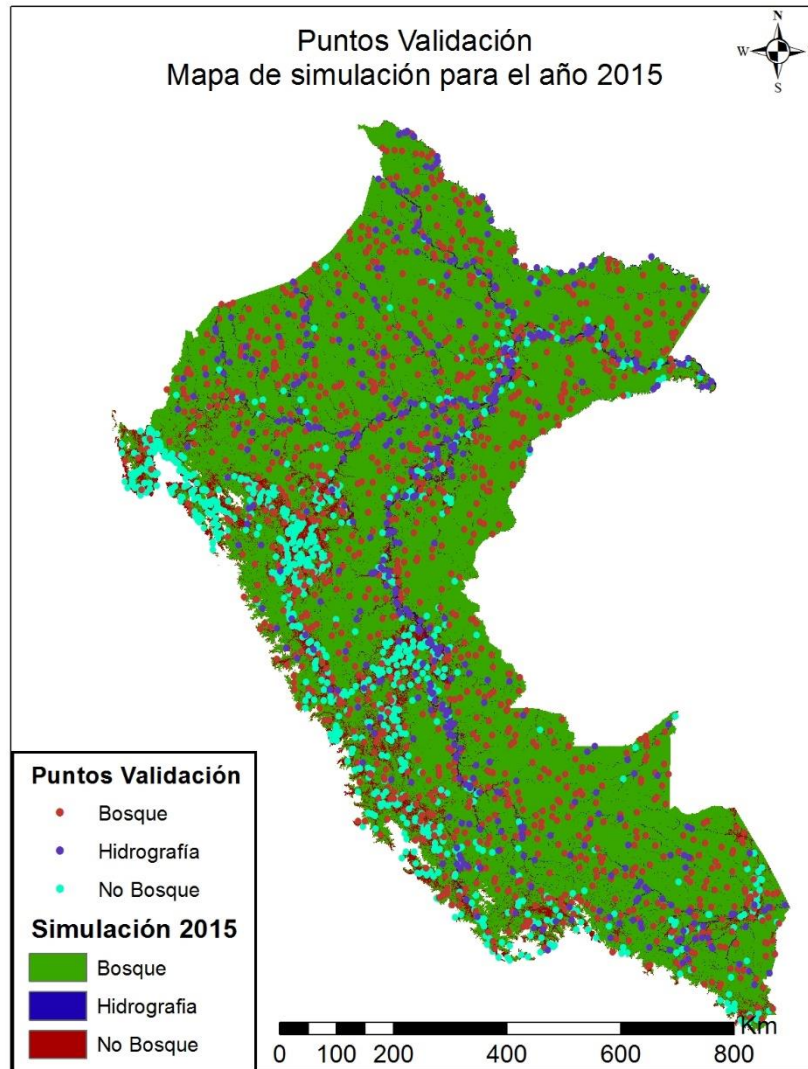 Puntos Validación
Mapa de simulación para el año 2015
N
W
E
S
Puntos Validación
Bosque
Hidrografía
No Bosque
Simulación 2015
Bosque
Hidrografia
No Bosque
Km
0 100 200 400 600 800